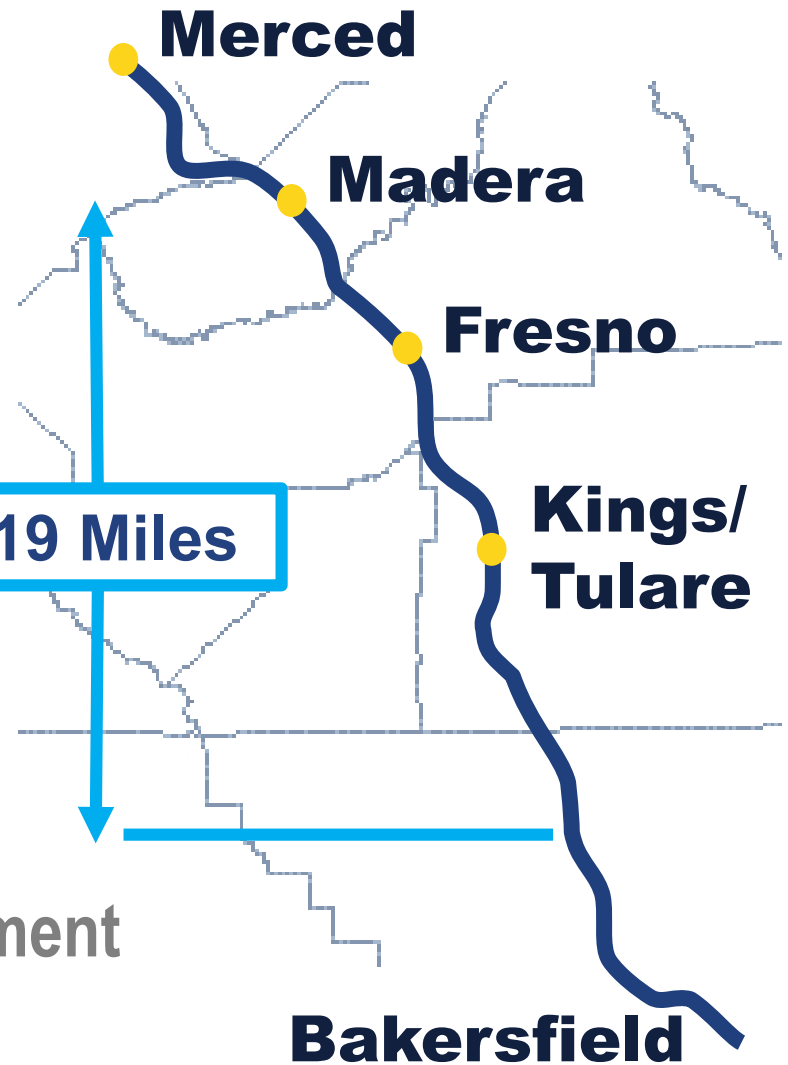 Merced
Madera
Fresno
Kings/
Tulare
19 Miles
ment
Bakersfield